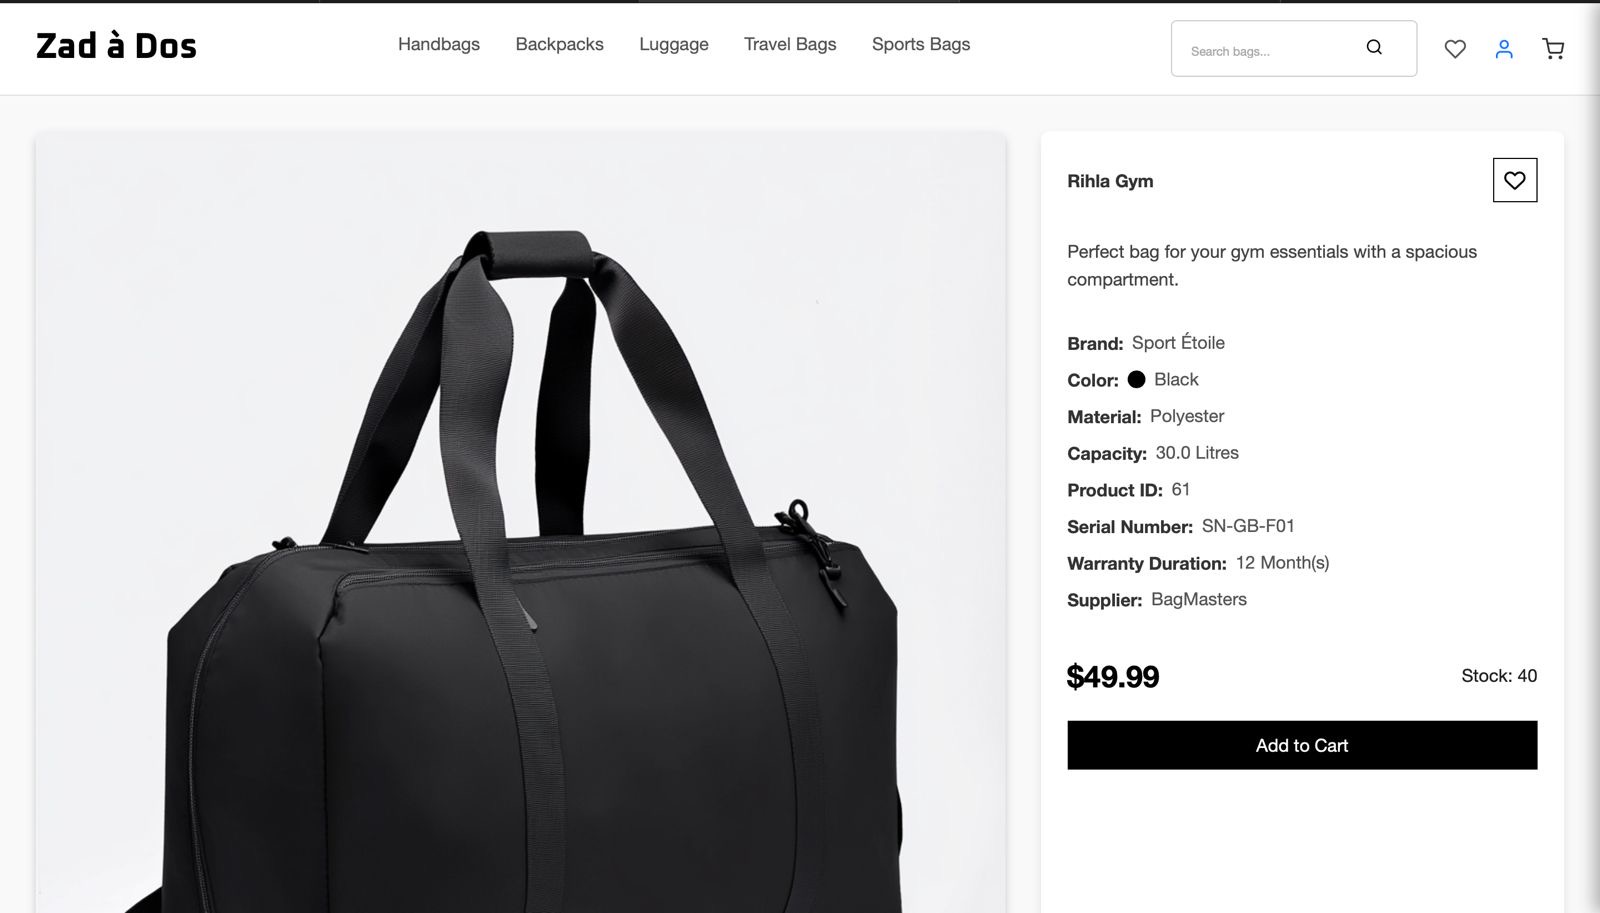 Zad à Dos
Handbags
Backpacks
Luggage
Travel Bags
Sports Bags
Search bags...
Rihla Gym
Perfect bag for your gym essentials with a spacious
compartment.
Brand: Sport Étoile
Color: Black
Material: Polyester
Capacity: 30.0 Litres
Product ID: 61
Serial Number: SN-GB-F01
Warranty Duration: 12 Month(s)
Supplier: BagMasters
$49.99
Stock: 40
Add to Cart